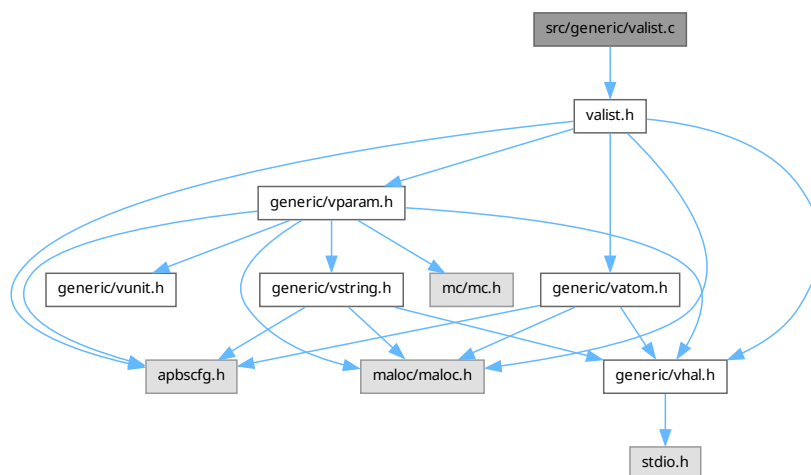 src/generic/valist.c
valist.h
generic/vparam.h
generic/vunit.h
generic/vstring.h
mc/mc.h
generic/vatom.h
apbscfg.h
maloc/maloc.h
generic/vhal.h
stdio.h